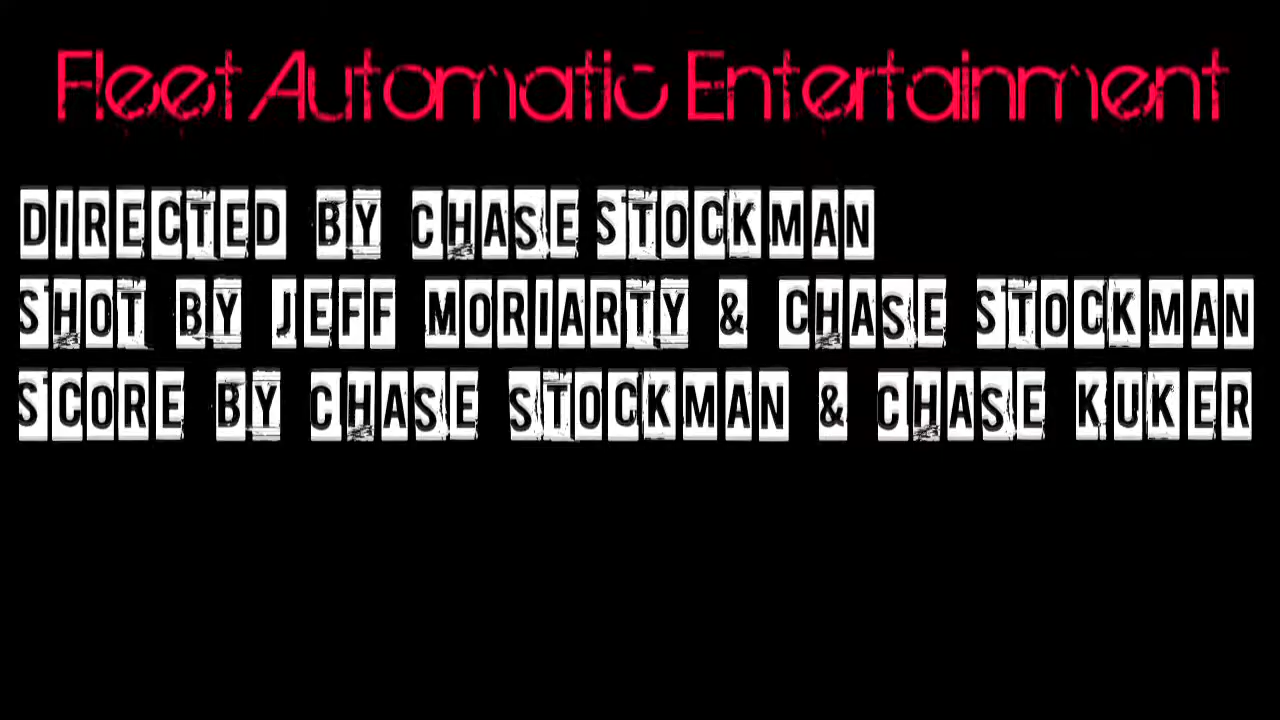 Fleet Automatic Entertainment
DIRECTED BY CHASE STOCKMAN
SHOT BY JEFF MORIARTY & CHASE STOCKMAN
SCORE BY CHASE STOCKMAN & CHASE KUKER